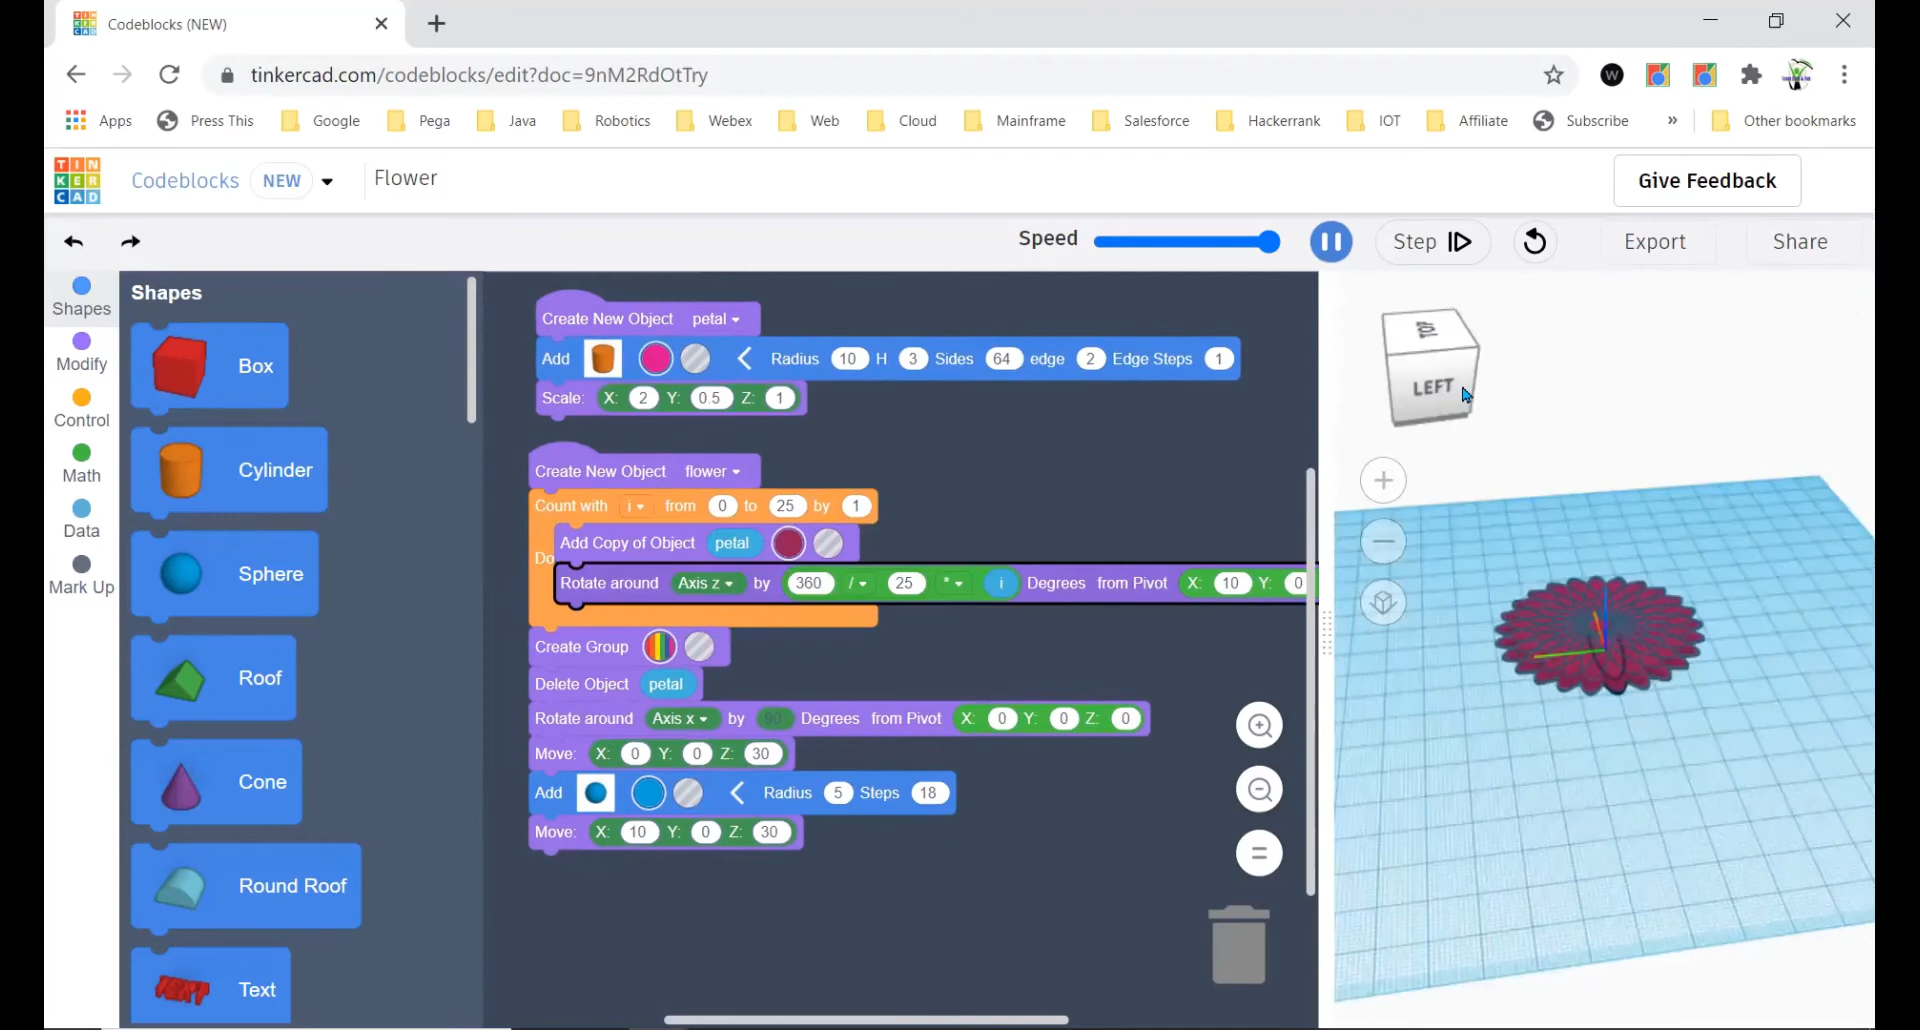 Codeblocks (NEW)
tinkercad.com/codeblocks/edit?doc=9nM2RdOtTry
W
Apps Press This Google Pega Java Robotics Webex Web Cloud Mainframe Salesforce Hackerrank IOT Affiliate Subscribe » Other bookmarks
TIN
KER
CAD
Codeblocks NEW Flower
Give Feedback
Speed Step Export Share
Shapes
Modify
Control
Math
Data
Mark Up
Shapes
Box
Cylinder
Sphere
Roof
Cone
Round Roof
Text
Create New Object petal
Add Radius 10 H 3 Sides 64 edge 2 Edge Steps 1
Scale: X: 2 Y: 0.5 Z: 1
Create New Object flower
Count with i from 0 to 25 by 1
Do
Add Copy of Object petal
Rotate around Axis z by 360 / 25 * i Degrees from Pivot X: 10 Y: 0
Create Group
Delete Object petal
Rotate around Axis x by 90 Degrees from Pivot X: 0 Y: 0 Z: 0
Move: X: 0 Y: 0 Z: 30
Add Radius 5 Steps 18
Move: X: 10 Y: 0 Z: 30
TOP
LEFT